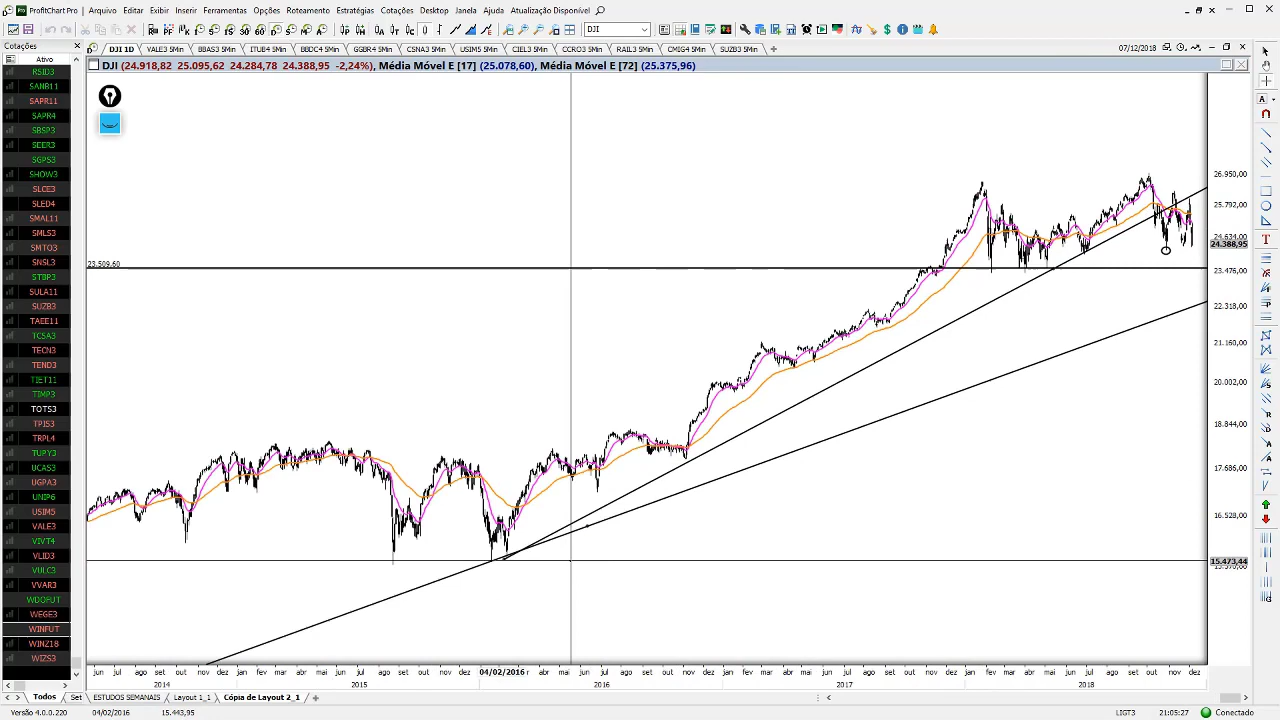 ProfitChart Pro
Arquivo Editar Exibir Inserir Ferramentas Opções Roteamento Estratégias Cotações Desktop Janela Ajuda Atualização Disponível
DJI
Cotações
DJI 1D VALE3 5Min BBAS3 5Min ITUB4 5Min BBDC4 5Min GGBR4 5Min CSNA3 5Min USIM5 5Min CIEL3 5Min CCRO3 5Min RAIL3 5Min CMIG4 5Min SUZB3 5Min
07/12/2018
Ativo
DJI (24.918,82 25.095,62 24.284,78 24.388,95 -2,24%), Média Móvel E [17] (25.078,60), Média Móvel E [72] (25.375,96)
RSID3
SANB11
SAPR11
SAPR4
SBSP3
SEER3
SGPS3
SHOW3
SLCE3
SLED4
SMAL11
SMLS3
SMTO3
SNSL3
STBP3
SULA11
SUZB3
TAEE11
TCSA3
TECN3
TEND3
TIET11
TIMP3
TOTS3
TPIS3
TRPL4
TUPY3
UCAS3
UGPA3
UNIP6
USIM5
VALE3
VIVT4
VLID3
VULC3
VVAR3
WDOFUT
WEGE3
WINFUT
WINZ18
WIZS3
26.950,00
25.792,00
24.634,00
24.388,95
23.509,60
23.476,00
22.318,00
21.160,00
20.002,00
18.844,00
17.686,00
16.528,00
15.473,44
jun ago set out nov dez fev mar abr mai jun jul ago set out dez 04/02/2016 abr mai jun jul ago set out nov jan fev mar abr mai jun jul ago set out nov dez jan fev mar abr mai jun jul ago set out nov dez
2014 2015 2016 2017 2018
Todos Set ESTUDOS SEMANAIS Layout 1_1 Cópia de Layout 2_1
Versão 4.0.0.220 04/02/2016 15.443,95 LIGT3 21:05:27 Conectado